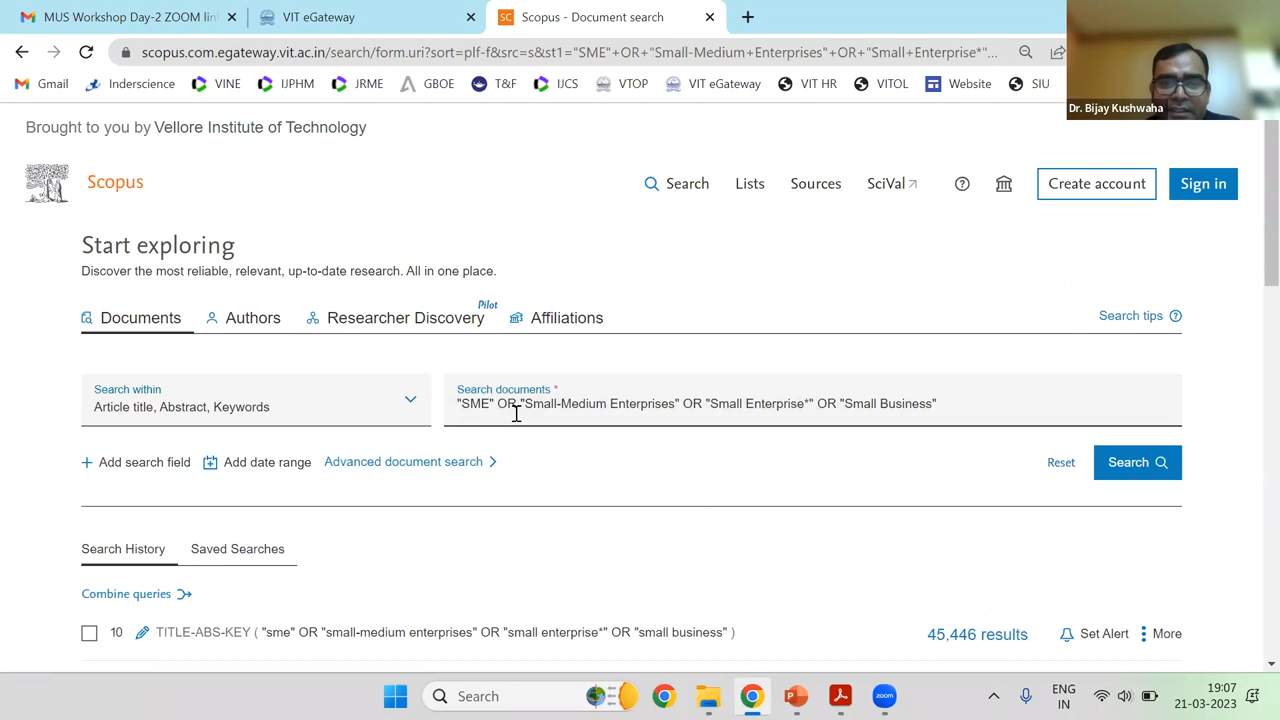 MUS Workshop Day-2 ZOOM lin
VIT eGateway
Scopus - Document search
scopus.com.egateway.vit.ac.in/search/form.uri?sort=plf-f&src=s&st1="SME"+OR+"Small-Medium+Enterprises"+OR+"Small+Enterprise*"...
Gmail
Inderscience
VINE
IJPHM
JRME
GBOE
T&F
IJCS
VTOP
VIT eGateway
VIT HR
VITOL
Website
SIU
Dr. Bijay Kushwaha
Brought to you by Vellore Institute of Technology
Scopus
Search
Lists
Sources
SciVal
Create account
Sign in
Start exploring
Discover the most reliable, relevant, up-to-date research. All in one place.
Documents
Authors
Researcher Discovery
Pilot
Affiliations
Search tips
Search within
Article title, Abstract, Keywords
Search documents *
"SME" OR "Small-Medium Enterprises" OR "Small Enterprise*" OR "Small Business"
+ Add search field
Add date range
Advanced document search
Reset
Search
Search History
Saved Searches
Combine queries
10
TITLE-ABS-KEY ( "sme" OR "small-medium enterprises" OR "small enterprise*" OR "small business" )
45,446 results
Set Alert
More
Search
zoom
ENG
IN
19:07
21-03-2023